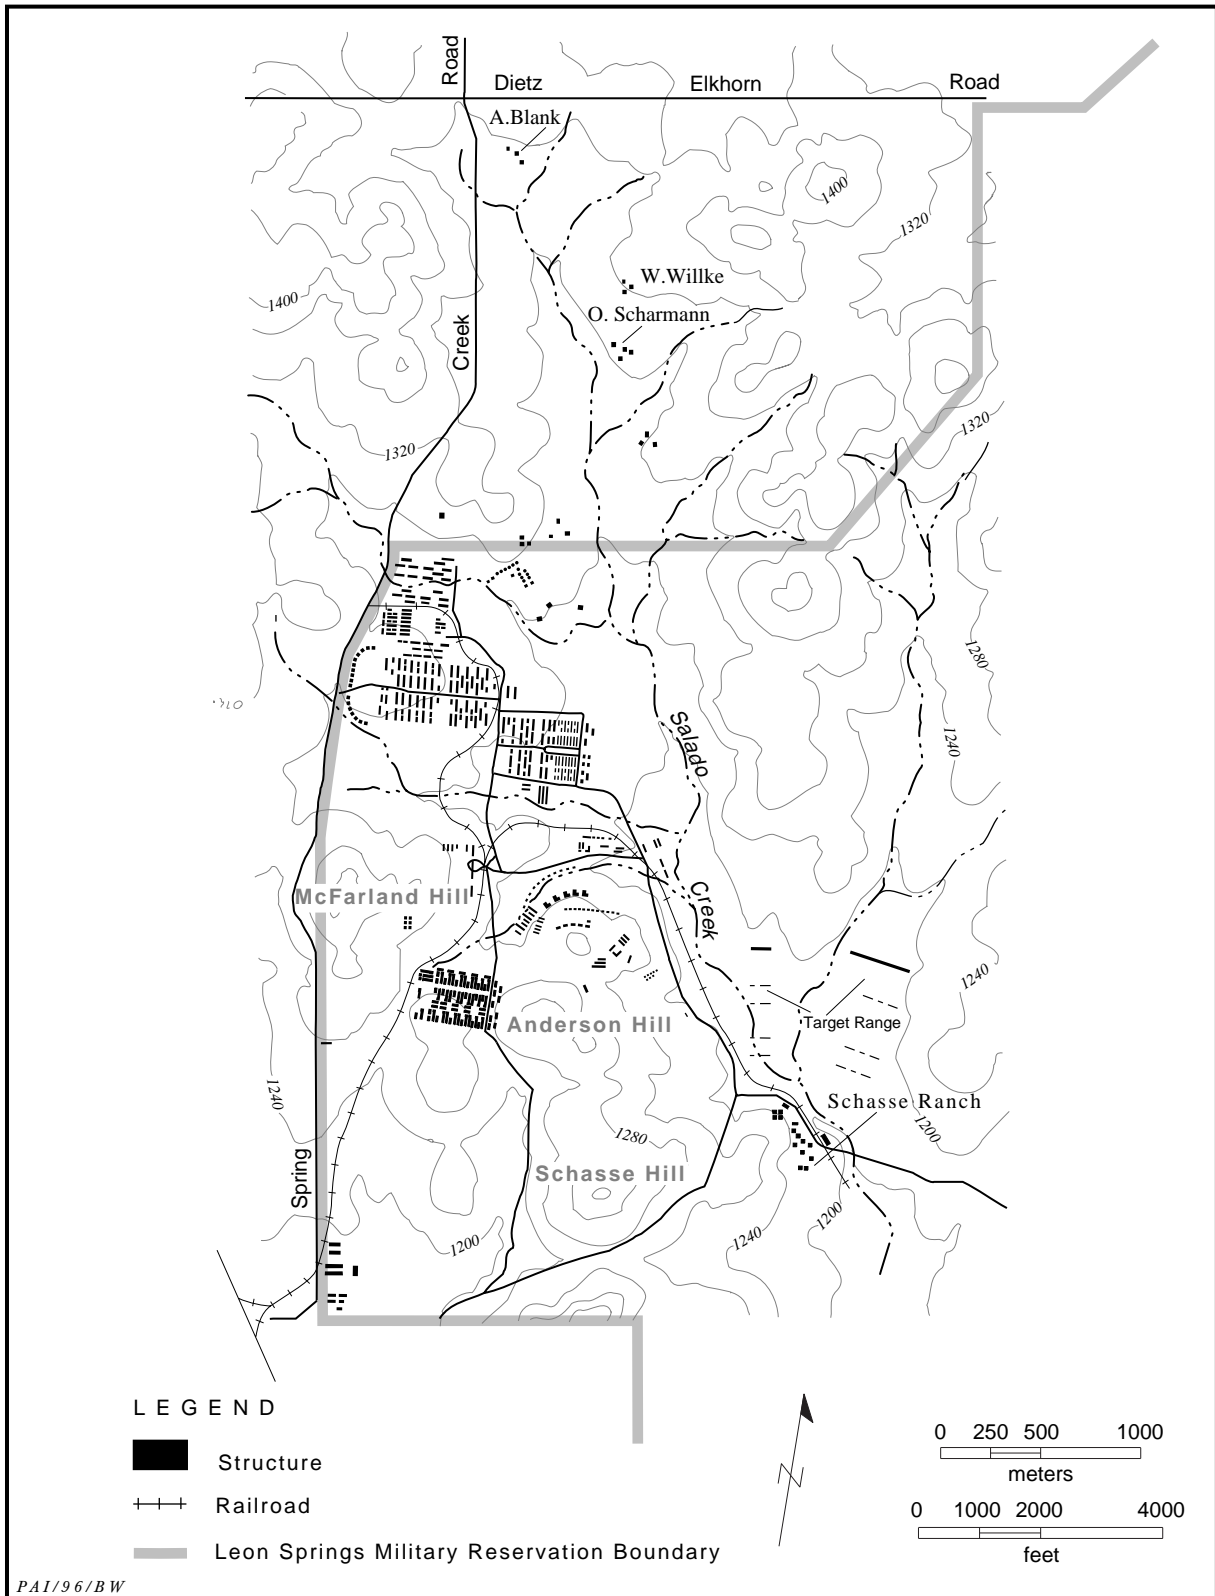 Road
Dietz Elkhorn Road
A.Blank
1400
1320
W.Willke
1400
O. Scharmann
Creek
1320
1320
1280
Salado
1240
McFarland Hill
Creek
1240
Anderson Hill
Target Range
1240
Schasse Ranch
1200
1280
Spring
Schasse Hill
1200
1240
1200
LEGEND
Structure
Railroad
Leon Springs Military Reservation Boundary
0 250 500 1000
meters
0 1000 2000 4000
feet
PAI/96/BW